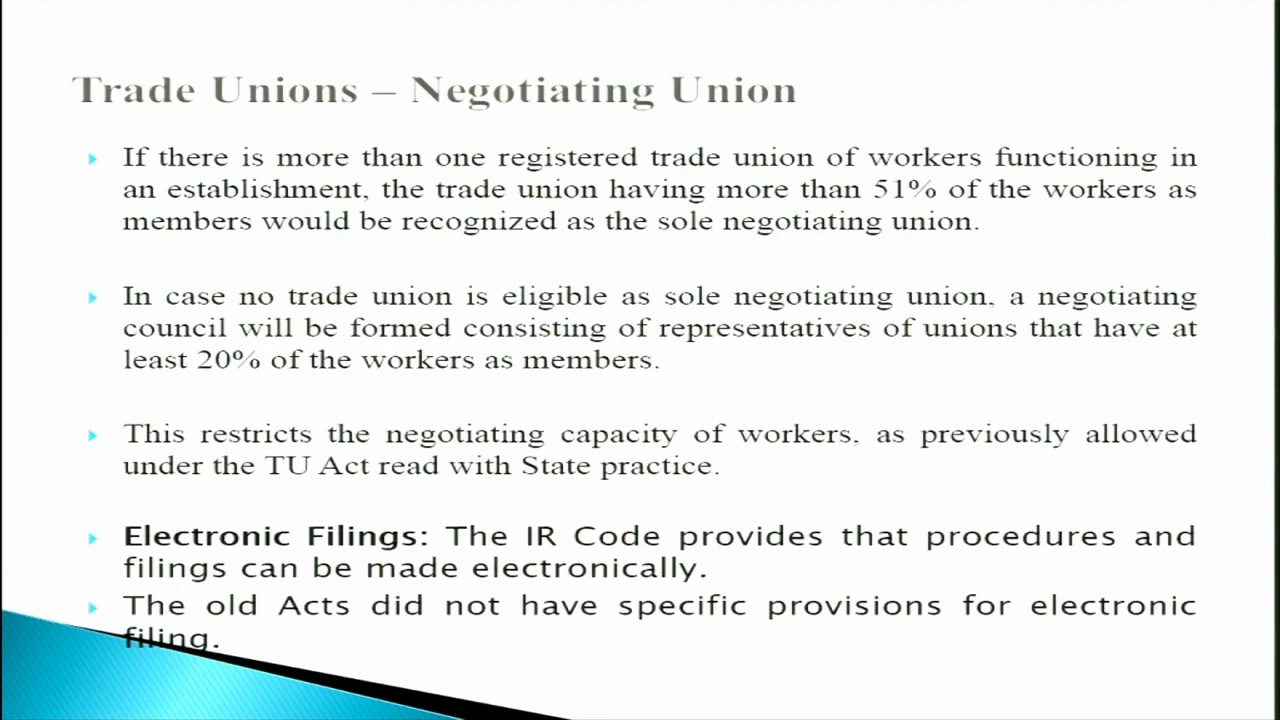 Trade Unions – Negotiating Union
If there is more than one registered trade union of workers functioning in
an establishment, the trade union having more than 51% of the workers as
members would be recognized as the sole negotiating union.
In case no trade union is eligible as sole negotiating union, a negotiating
council will be formed consisting of representatives of unions that have at
least 20% of the workers as members.
This restricts the negotiating capacity of workers, as previously allowed
under the TU Act read with State practice.
Electronic Filings: The IR Code provides that procedures and
filings can be made electronically.
The old Acts did not have specific provisions for electronic
filing.